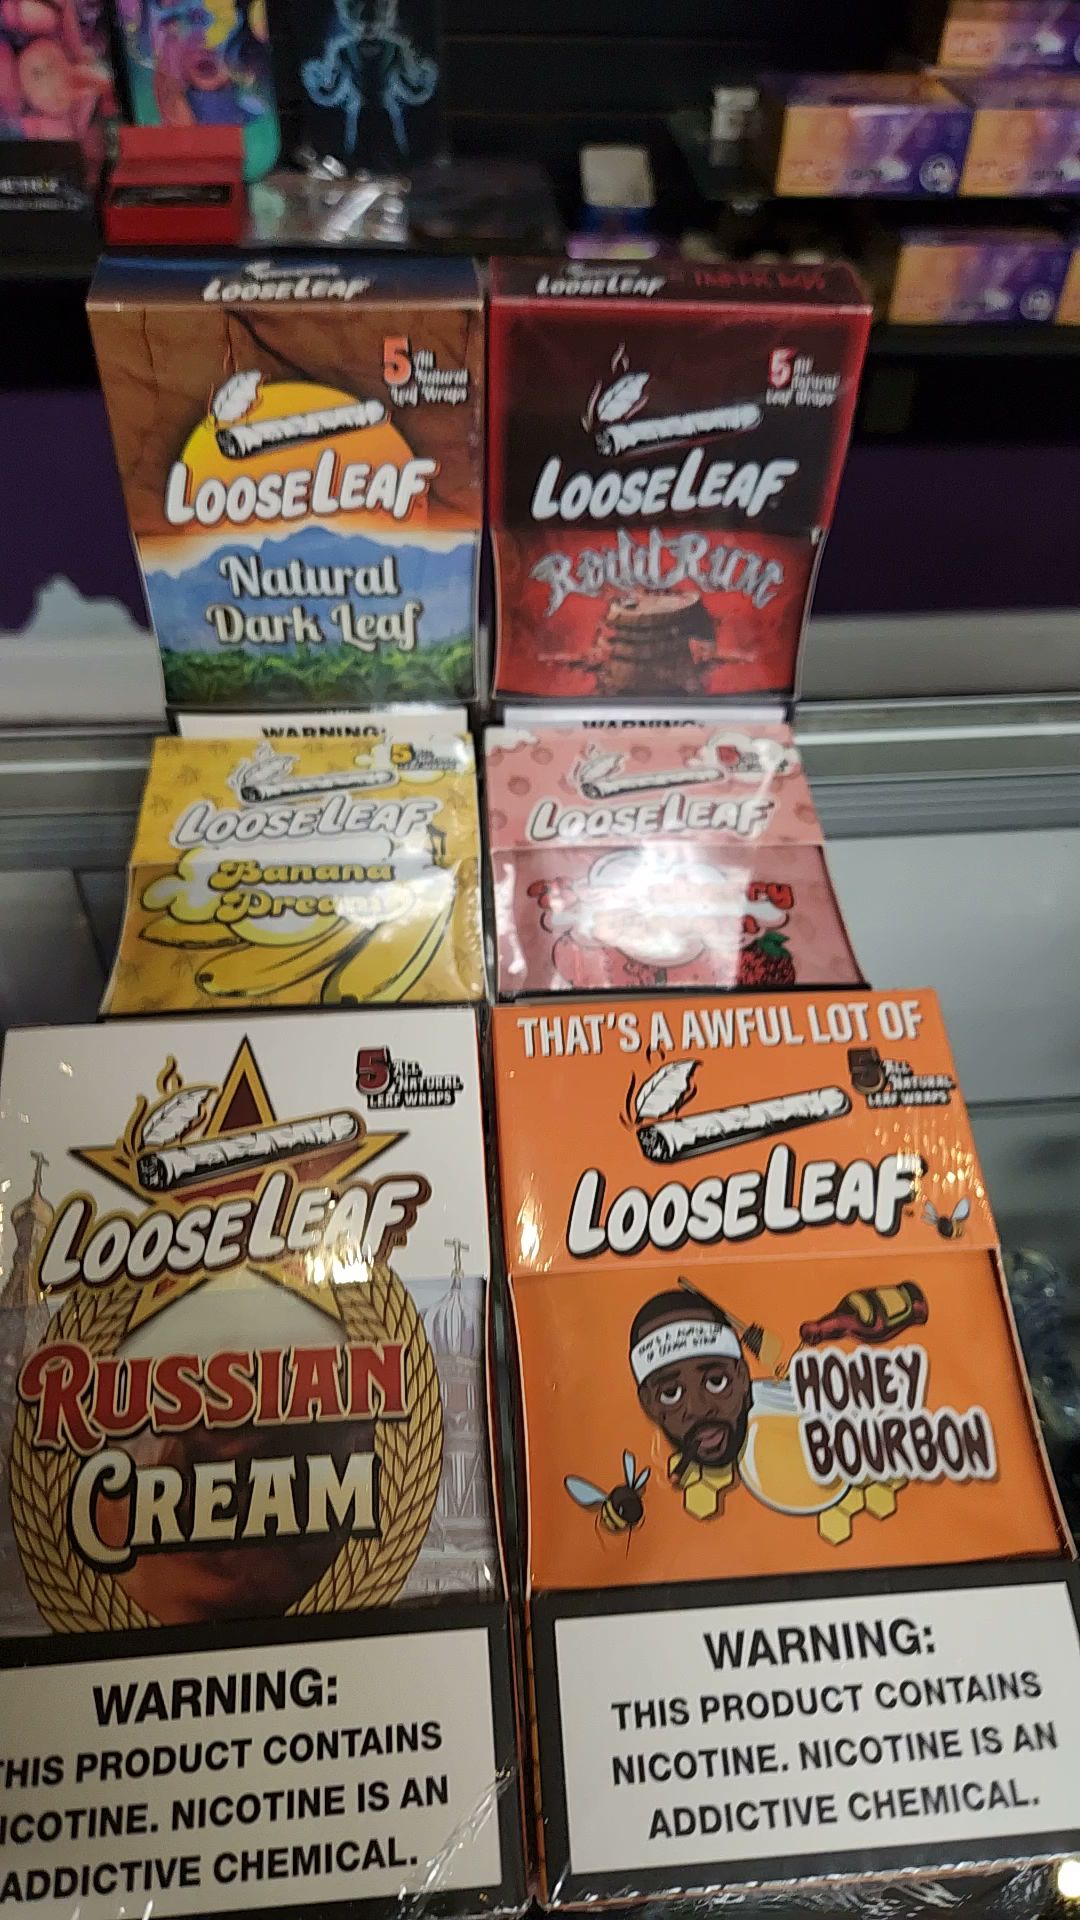 LOOSELEAF
LOOSELEAF
5 All
Natural
Leaf Wraps
LOOSELEAF
Natural
Dark Leaf
5 All
Natural
Leaf Wraps
LOOSELEAF
WARNING:
WARNING:
5
LOOSELEAF
Banana
Dream
LOOSELEAF
5 ALL
NATURAL
LEAF WRAPS
LOOSELEAF
RUSSIAN
CREAM
WARNING:
THIS PRODUCT CONTAINS
NICOTINE. NICOTINE IS AN
ADDICTIVE CHEMICAL.
THAT'S A AWFUL LOT OF
5 ALL
NATURAL
LEAF WRAPS
LOOSELEAF
HONEY
BOURBON
WARNING:
THIS PRODUCT CONTAINS
NICOTINE. NICOTINE IS AN
ADDICTIVE CHEMICAL.